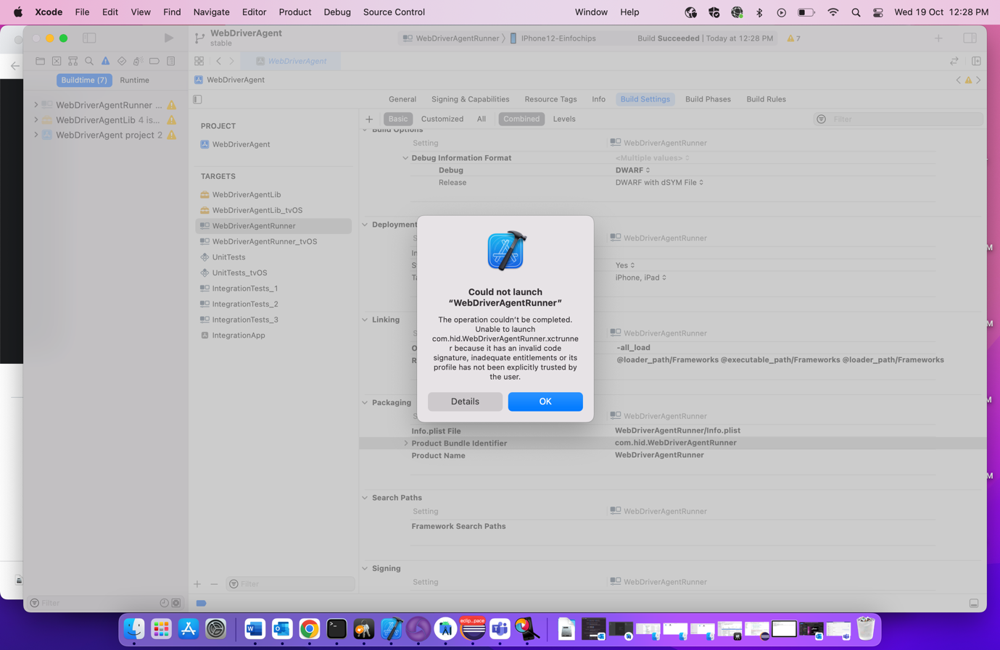 Xcode File Edit View Find Navigate Editor Product Debug Source Control Window Help Wed 19 Oct 12:28 PM
WebDriverAgent
stable
WebDriverAgentRunner IPhone12-Einfochips
Build Succeeded | Today at 12:28 PM 7
WebDriverAgent
Buildtime (7) Runtime
WebDriverAgent
WebDriverAgentRunner ...
WebDriverAgentLib 4 is...
WebDriverAgent project 2
General Signing & Capabilities Resource Tags Info Build Settings Build Phases Build Rules
Basic Customized All Combined Levels Filter
PROJECT
WebDriverAgent
TARGETS
WebDriverAgentLib
WebDriverAgentLib_tvOS
WebDriverAgentRunner
WebDriverAgentRunner_tvOS
UnitTests
UnitTests_tvOS
IntegrationTests_1
IntegrationTests_2
IntegrationTests_3
IntegrationApp
Filter
Filter
Build Options
Setting WebDriverAgentRunner
Debug Information Format <Multiple values>
Debug DWARF
Release DWARF with dSYM File
Deployment
S WebDriverAgentRunner
In
S Yes
Ta iPhone, iPad
Linking
S WebDriverAgentRunner
O -all_load
R @loader_path/Frameworks @executable_path/Frameworks @loader_path/Frameworks
Packaging
S WebDriverAgentRunner
Info.plist File WebDriverAgentRunner/Info.plist
Product Bundle Identifier com.hid.WebDriverAgentRunner
Product Name WebDriverAgentRunner
Search Paths
Setting WebDriverAgentRunner
Framework Search Paths
Signing
Setting WebDriverAgentRunner
Could not launch
“WebDriverAgentRunner”
The operation couldn’t be completed.
Unable to launch
com.hid.WebDriverAgentRunner.xctrunne
r because it has an invalid code
signature, inadequate entitlements or its
profile has not been explicitly trusted by
the user.
Details OK
M
M
M
M
eclip...pace